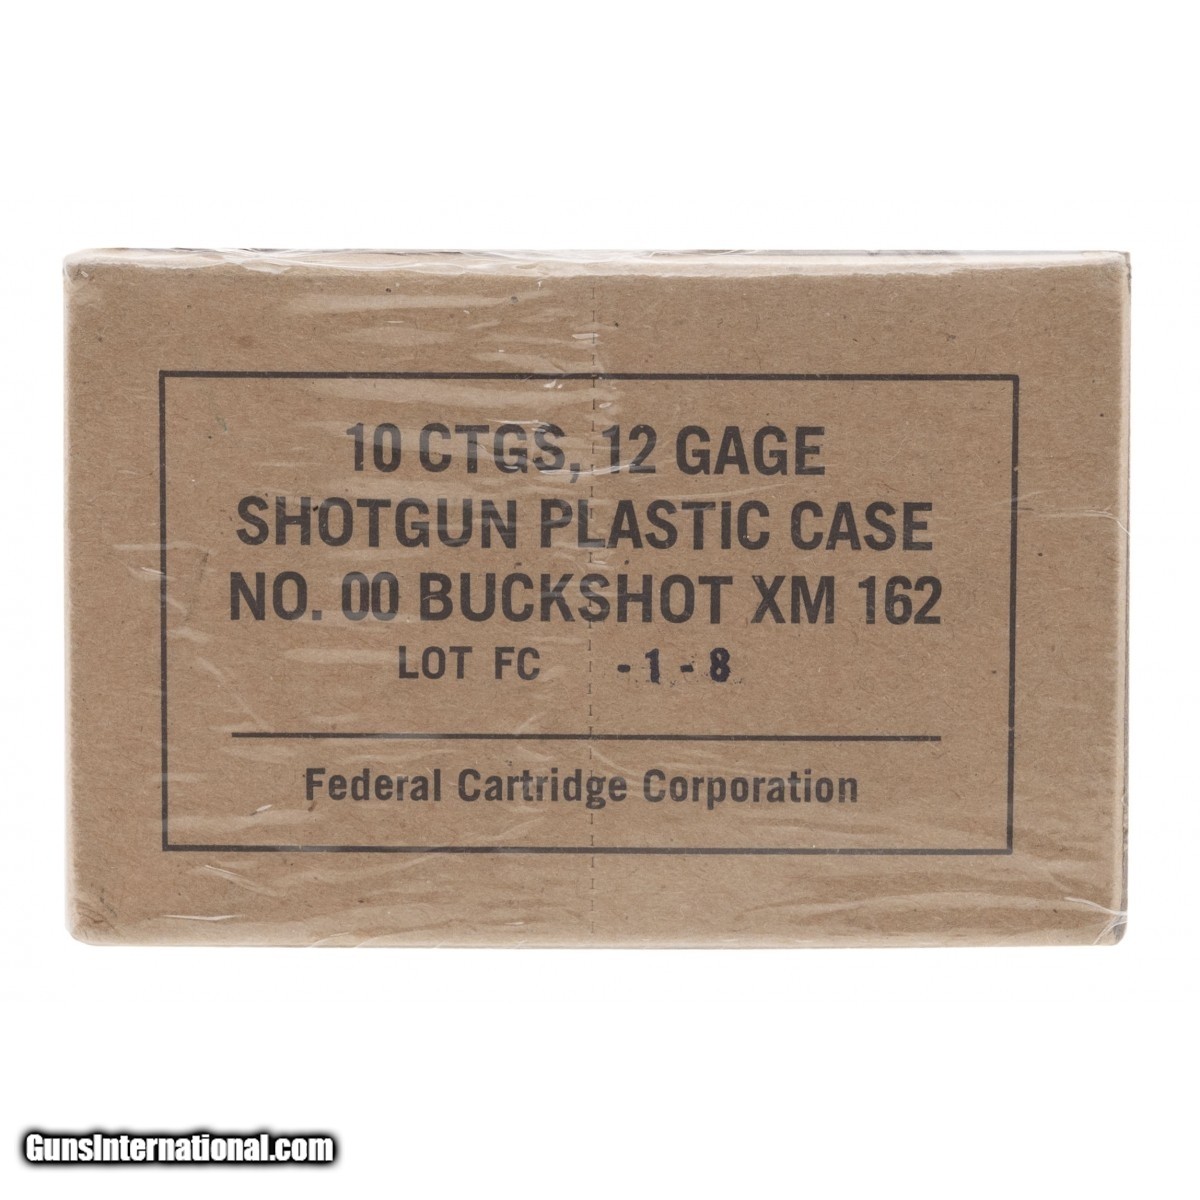 10 CTGS, 12 GAGE
SHOTGUN PLASTIC CASE
NO. 00 BUCKSHOT XM 162
LOT FC -1-8
Federal Cartridge Corporation
GunsInternational.com